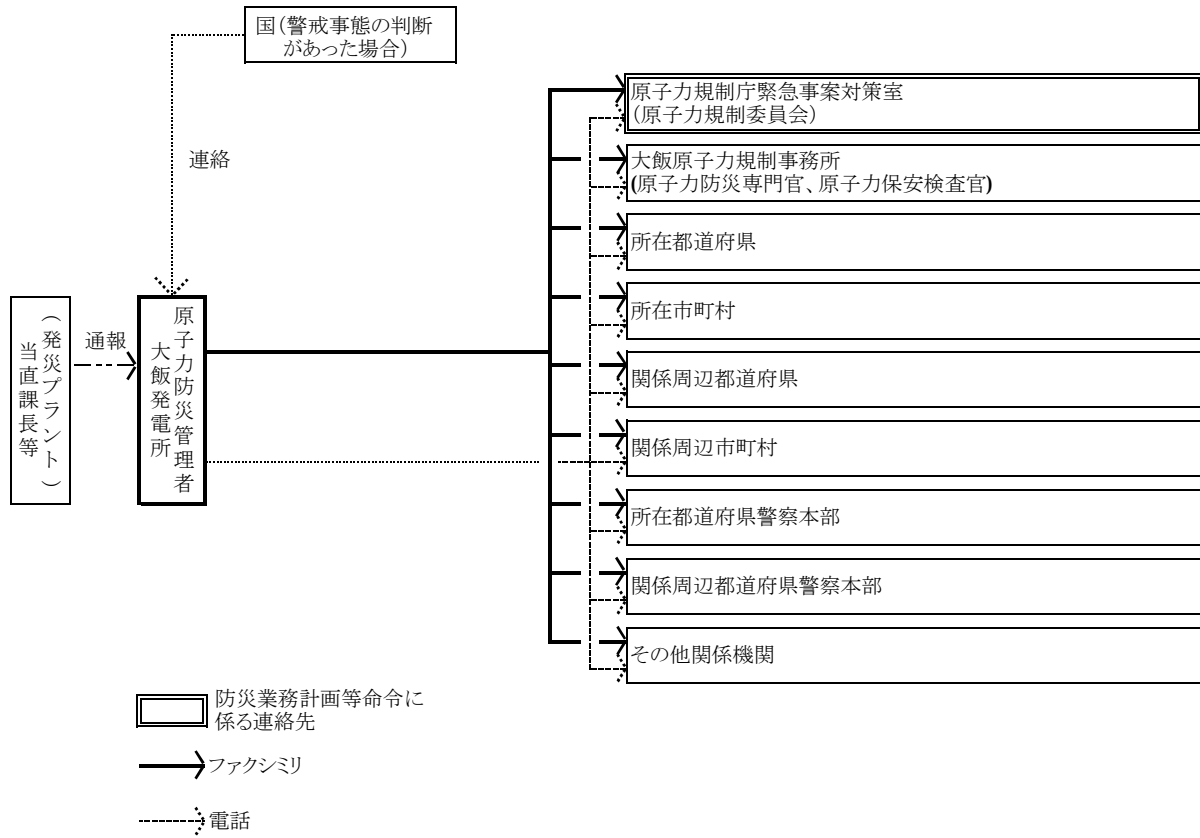 国(警戒事態の判断
があった場合)
連絡
原子力規制庁緊急事案対策室
(原子力規制委員会)
大飯原子力規制事務所
(原子力防災専門官、原子力保安検査官)
所在都道府県
所在市町村
関係周辺都道府県
関係周辺市町村
所在都道府県警察本部
関係周辺都道府県警察本部
その他関係機関
(発災プラント)
当直課長等
通報
原子力防災管理者
大飯発電所
防災業務計画等命令に
係る連絡先
ファクシミリ
電話